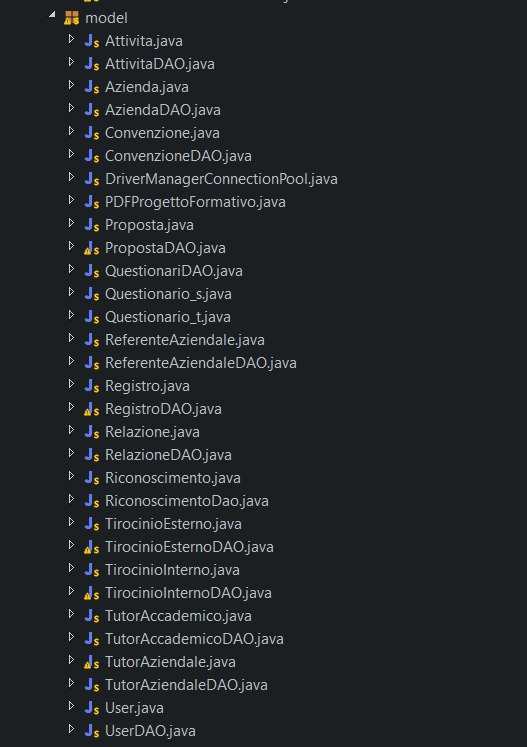 model
Attivita.java
AttivitaDAO.java
Azienda.java
AziendaDAO.java
Convenzione.java
ConvenzioneDAO.java
DriverManagerConnectionPool.java
PDFProgettoFormativo.java
Proposta.java
PropostaDAO.java
QuestionariDAO.java
Questionario_s.java
Questionario_t.java
ReferenteAziendale.java
ReferenteAziendaleDAO.java
Registro.java
RegistroDAO.java
Relazione.java
RelazioneDAO.java
Riconoscimento.java
RiconoscimentoDao.java
TirocinioEsterno.java
TirocinioEsternoDAO.java
TirocinioInterno.java
TirocinioInternoDAO.java
TutorAccademico.java
TutorAccademicoDAO.java
TutorAziendale.java
TutorAziendaleDAO.java
User.java
UserDAO.java